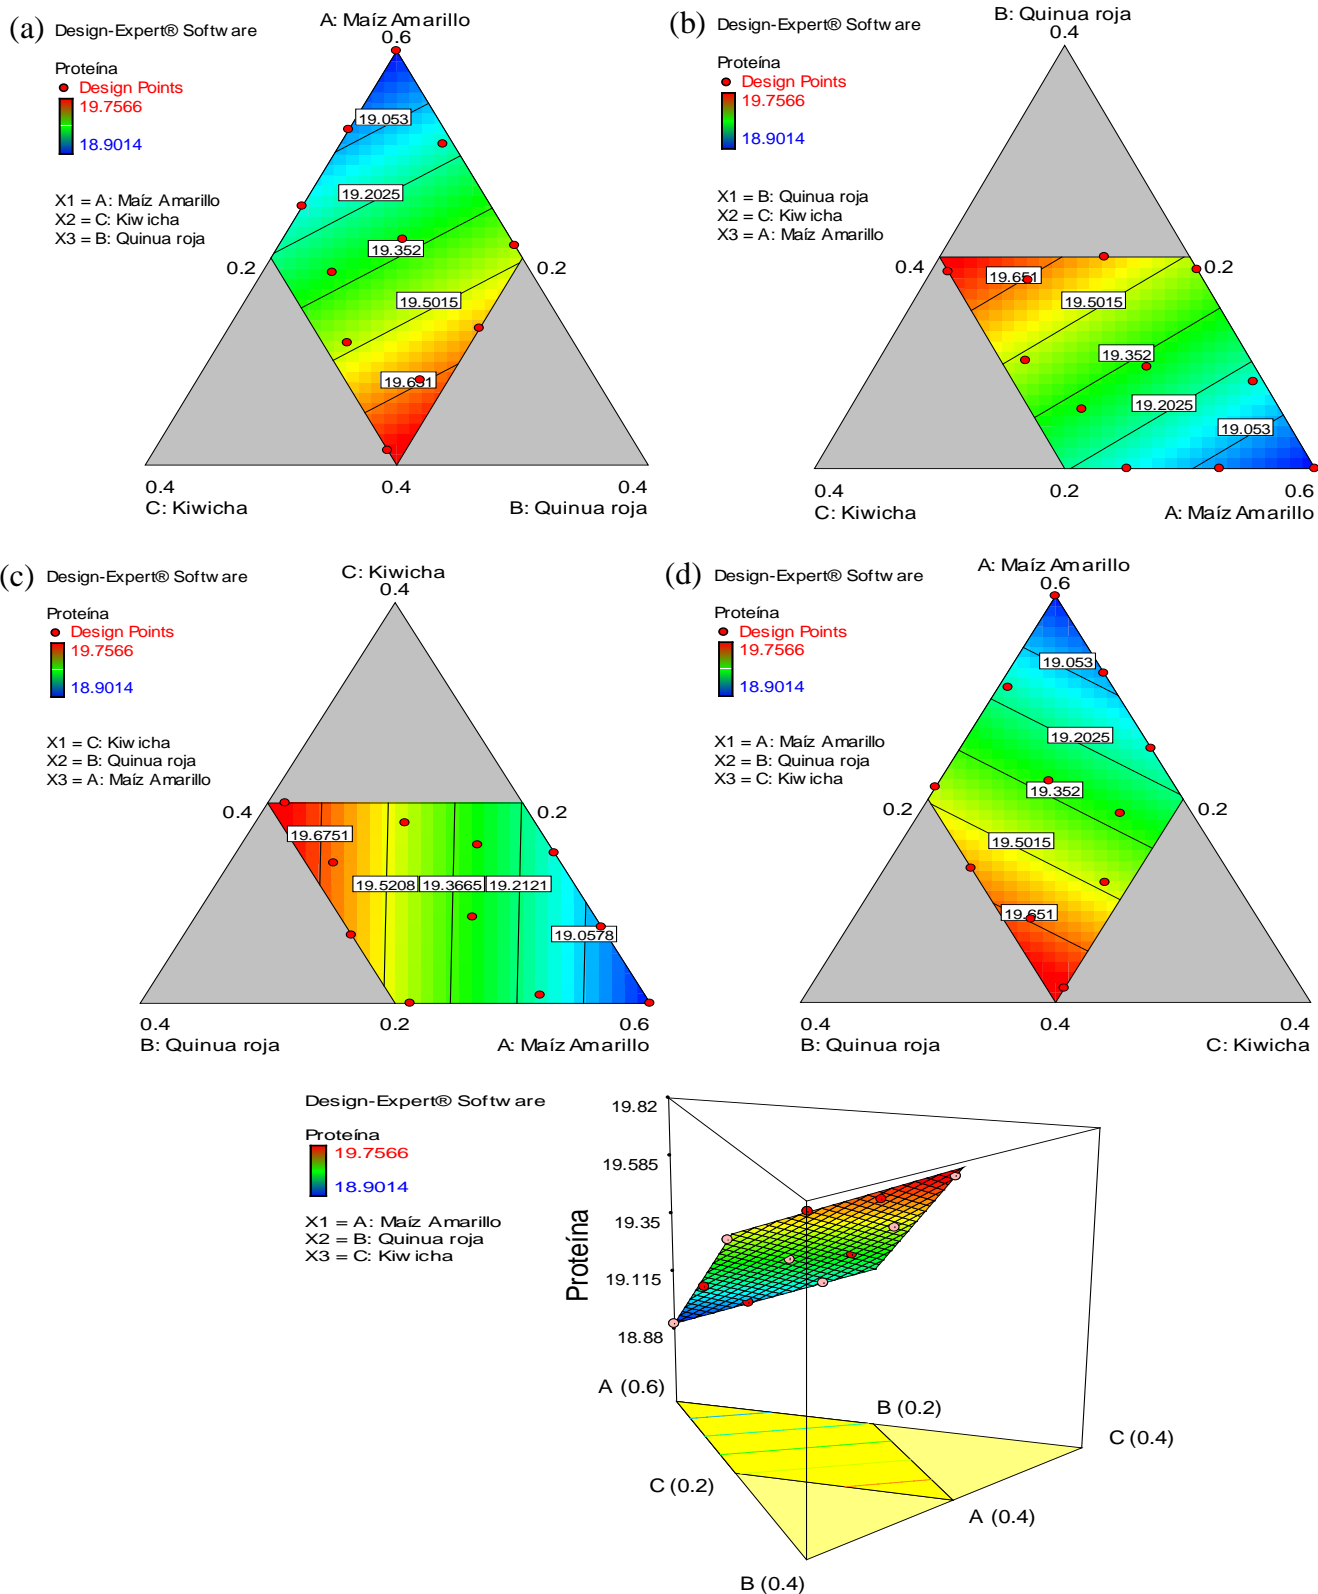 (a) Design-Expert® Software
Proteína
Design Points
19.7566
18.9014
X1 = A: Maíz Amarillo
X2 = C: Kiwicha
X3 = B: Quinua roja
A: Maíz Amarillo
0.6
19.053
19.2025
19.352
0.2
0.2
19.5015
19.651
0.4
0.4
0.4
C: Kiwicha
B: Quinua roja
(b) Design-Expert® Software
Proteína
Design Points
19.7566
18.9014
X1 = B: Quinua roja
X2 = C: Kiwicha
X3 = A: Maíz Amarillo
B: Quinua roja
0.4
0.4
0.2
19.651
19.5015
19.352
19.2025
19.053
0.4
0.2
0.6
C: Kiwicha
A: Maíz Amarillo
(c) Design-Expert® Software
Proteína
Design Points
19.7566
18.9014
X1 = C: Kiwicha
X2 = B: Quinua roja
X3 = A: Maíz Amarillo
C: Kiwicha
0.4
0.4
0.2
19.6751
19.5208
19.3665
19.2121
19.0578
0.4
0.2
0.6
B: Quinua roja
A: Maíz Amarillo
(d) Design-Expert® Software
Proteína
Design Points
19.7566
18.9014
X1 = A: Maíz Amarillo
X2 = B: Quinua roja
X3 = C: Kiwicha
A: Maíz Amarillo
0.6
19.053
19.2025
19.352
0.2
0.2
19.5015
19.651
0.4
0.4
0.4
B: Quinua roja
C: Kiwicha
Design-Expert® Software
Proteína
19.7566
18.9014
X1 = A: Maíz Amarillo
X2 = B: Quinua roja
X3 = C: Kiwicha
19.82
19.585
19.35
19.115
18.88
Proteína
A (0.6)
B (0.2)
C (0.4)
C (0.2)
A (0.4)
B (0.4)